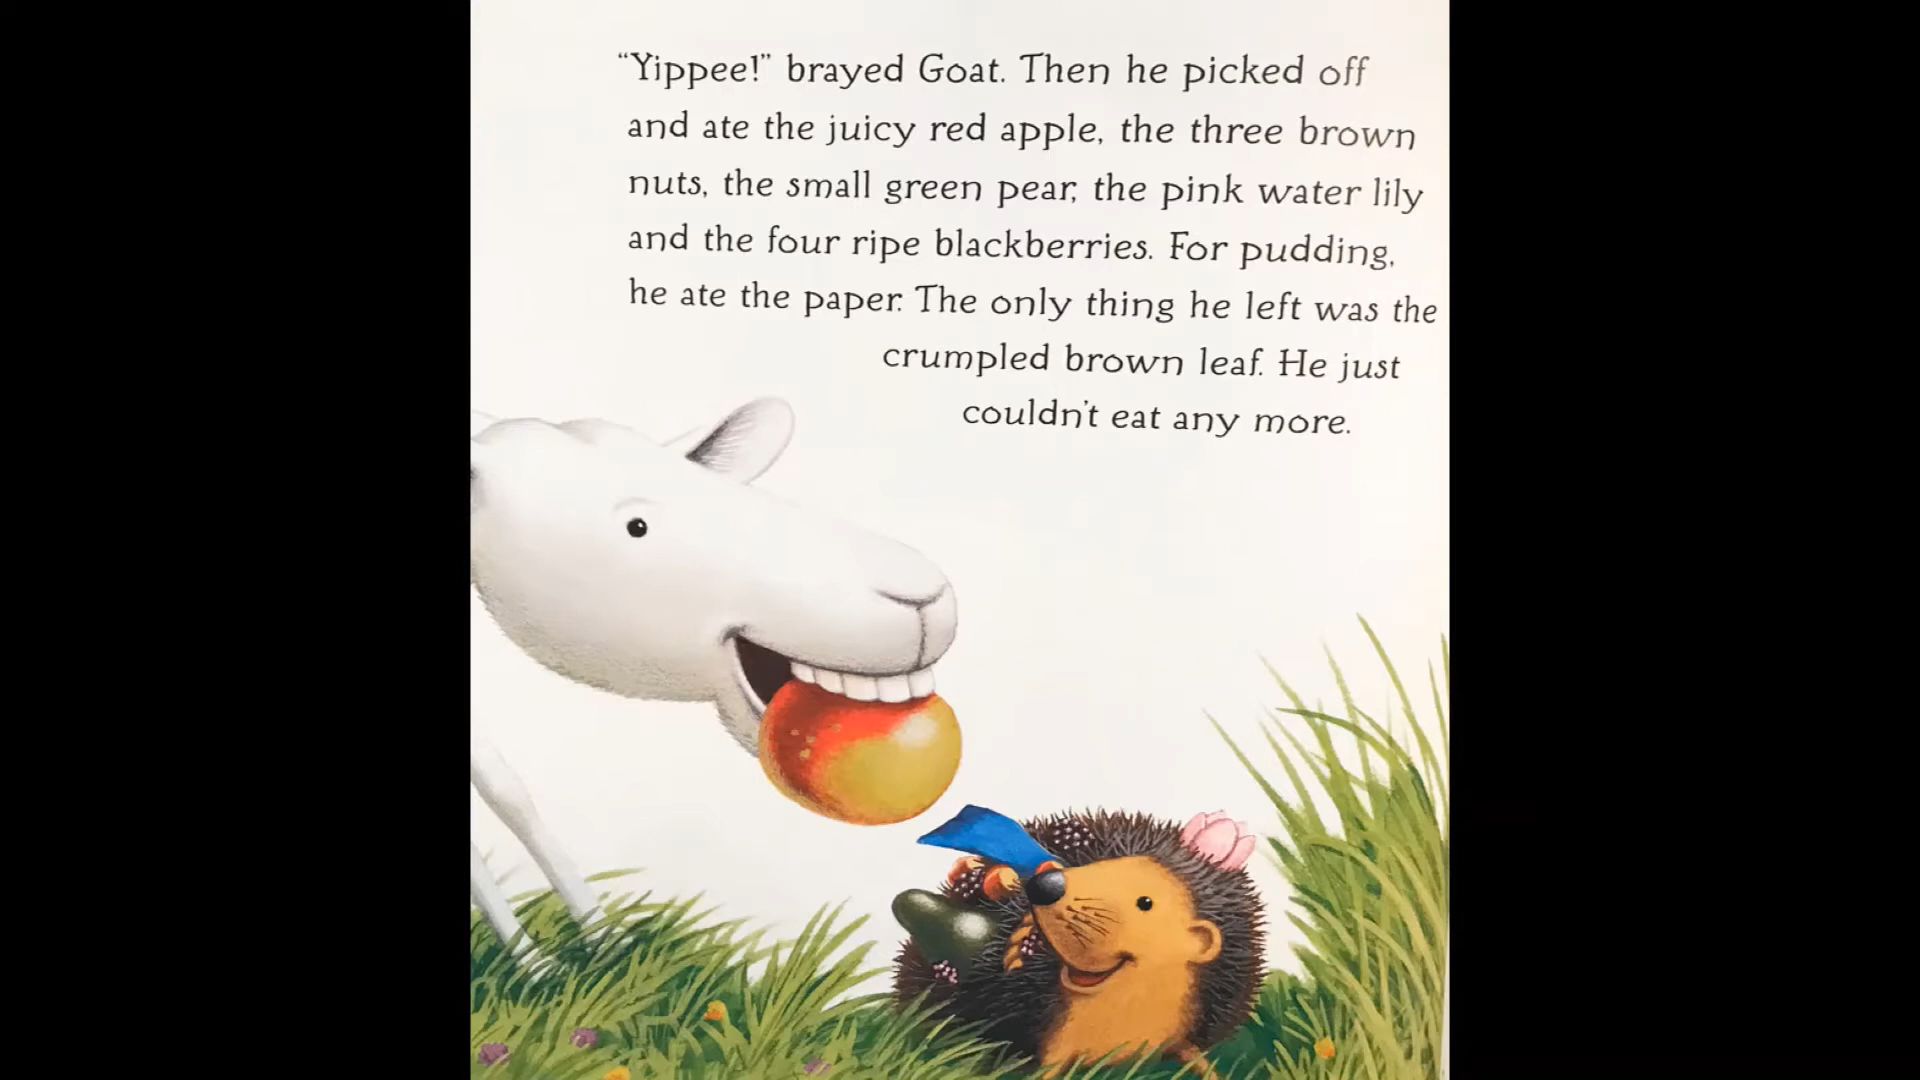 “Yippee!” brayed Goat. Then he picked off
and ate the juicy red apple, the three brown
nuts, the small green pear, the pink water lily
and the four ripe blackberries. For pudding,
he ate the paper. The only thing he left was the
crumpled brown leaf. He just
couldn’t eat any more.